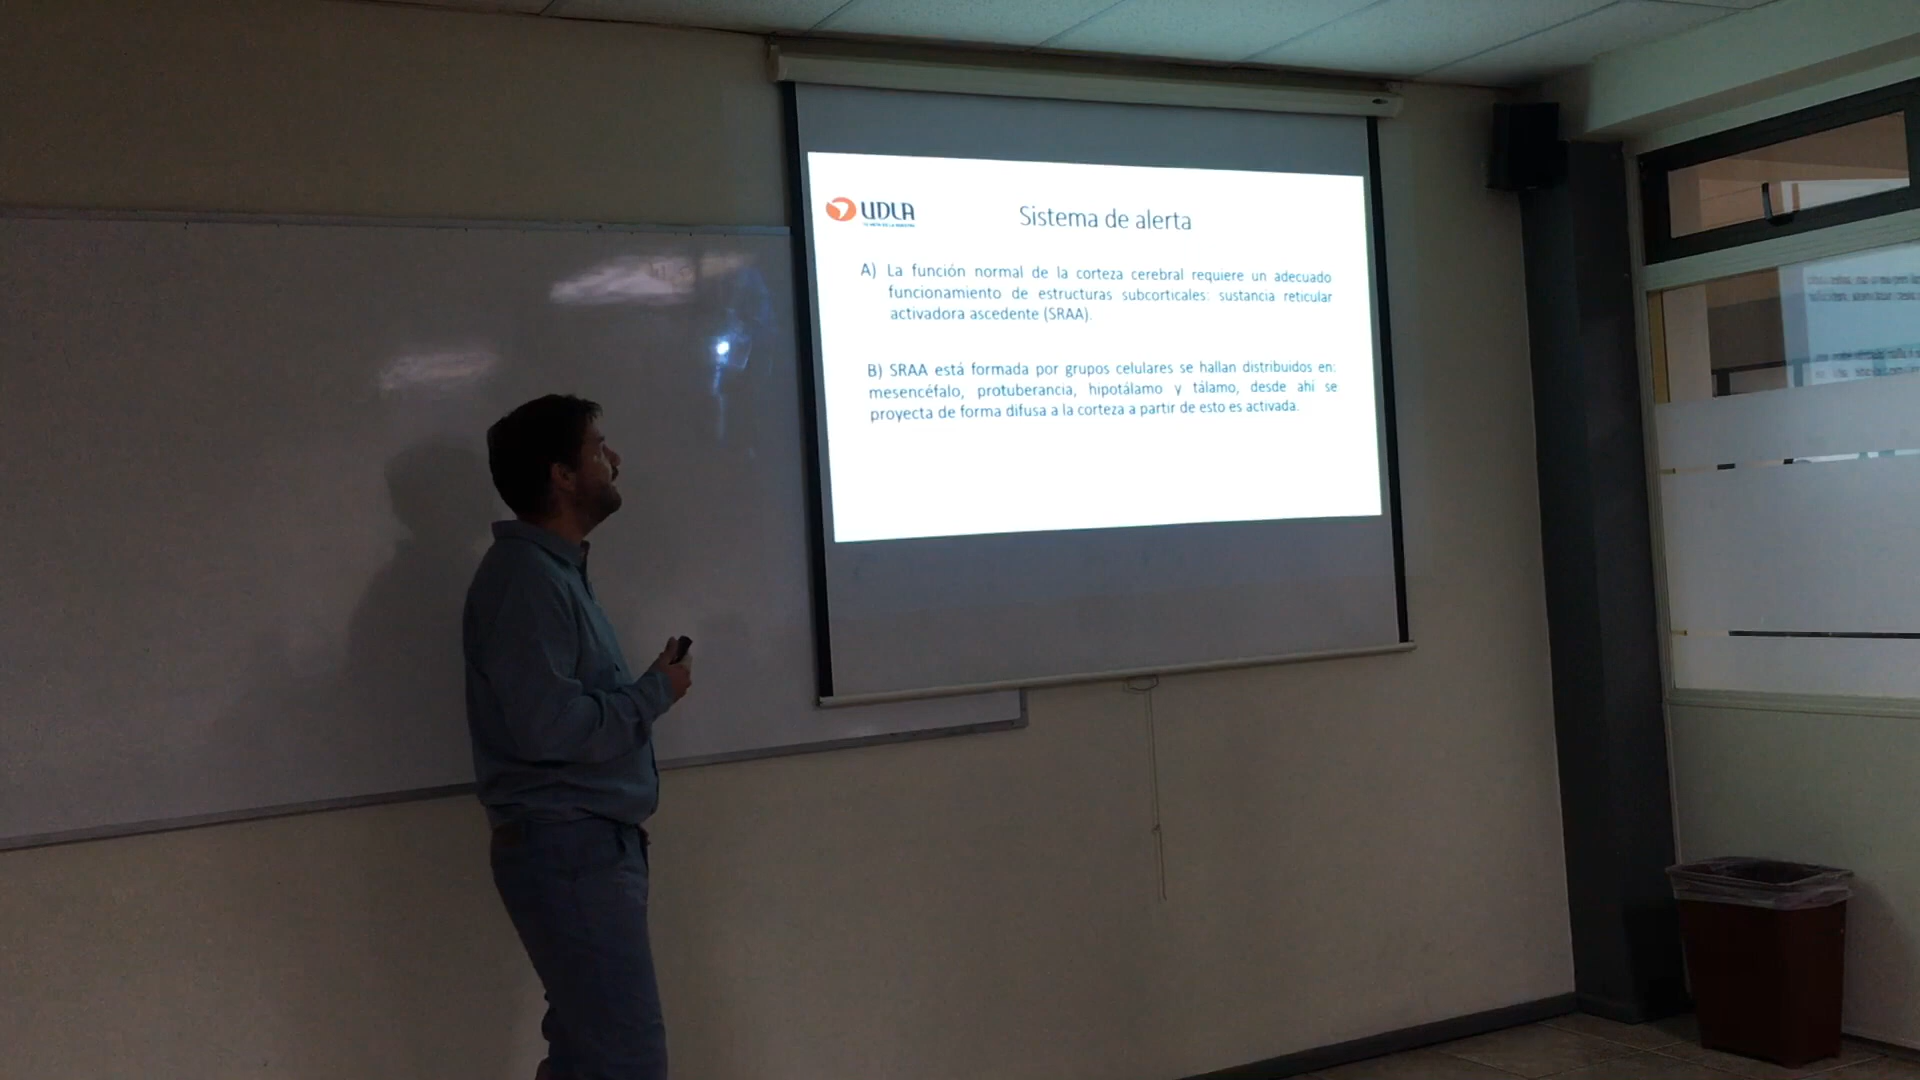 UDLA
Sistema de alerta
A) La función normal de la corteza cerebral requiere un adecuado
funcionamiento de estructuras subcorticales: sustancia reticular
activadora ascedente (SRAA).
B) SRAA está formada por grupos celulares se hallan distribuidos en:
mesencéfalo, protuberancia, hipotálamo y tálamo, desde ahí se
proyecta de forma difusa a la corteza a partir de esto es activada.